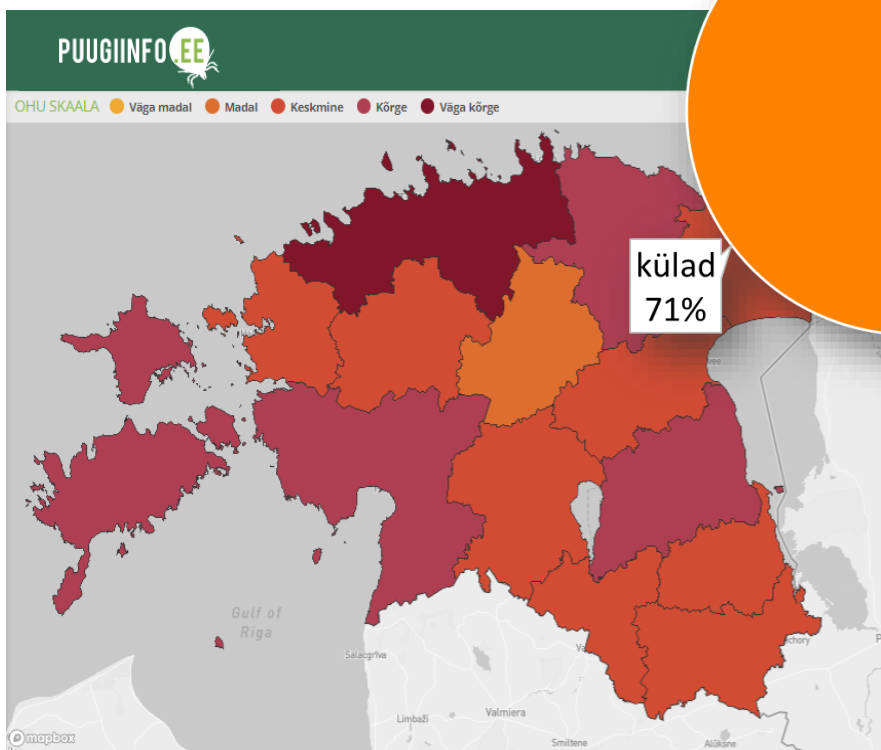 PUUGIINFO.EE
OHU SKAALA Väga madal Madal Keskmine Kõrge Väga kõrge
külad
71%
Gulf of
Riga
Salacgrīva
Limbaži
Valmiera
Smiltene
Alūksne
mapbox